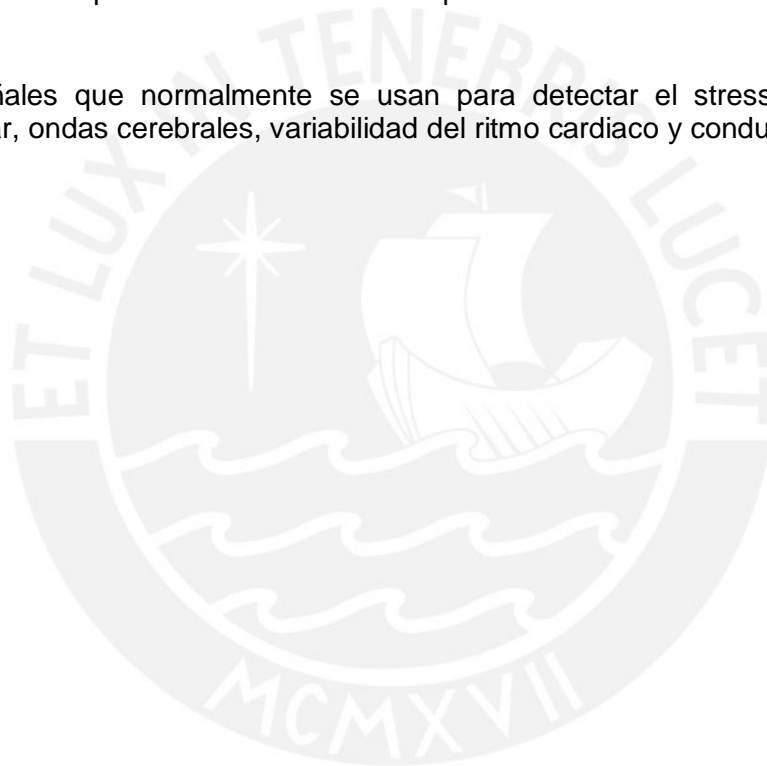 ñales que normalmente se usan para detectar el stress
ar, ondas cerebrales, variabilidad del ritmo cardiaco y condu
ET LUX IN TENEBRIS LUCET
MCMXVII